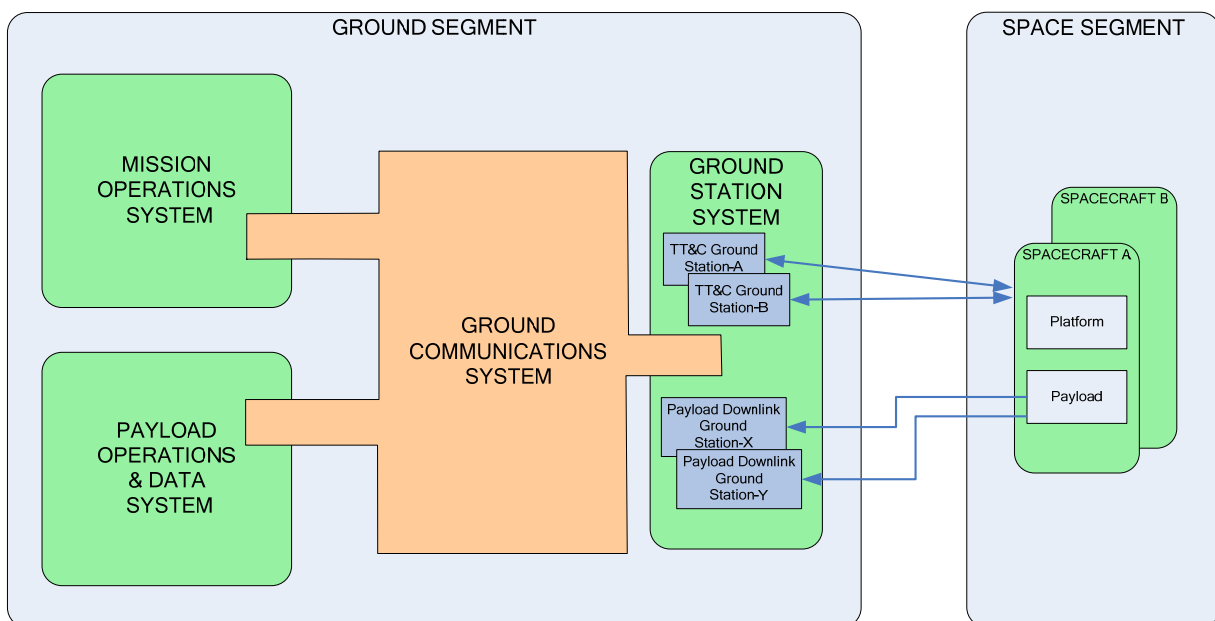 GROUND SEGMENT
MISSION
OPERATIONS
SYSTEM
PAYLOAD
OPERATIONS
& DATA
SYSTEM
GROUND
COMMUNICATIONS
SYSTEM
GROUND
STATION
SYSTEM
TT&C Ground
Station-A
TT&C Ground
Station-B
Payload Downlink
Ground
Station-X
Payload Downlink
Ground
Station-Y
SPACE SEGMENT
SPACECRAFT B
SPACECRAFT A
Platform
Payload